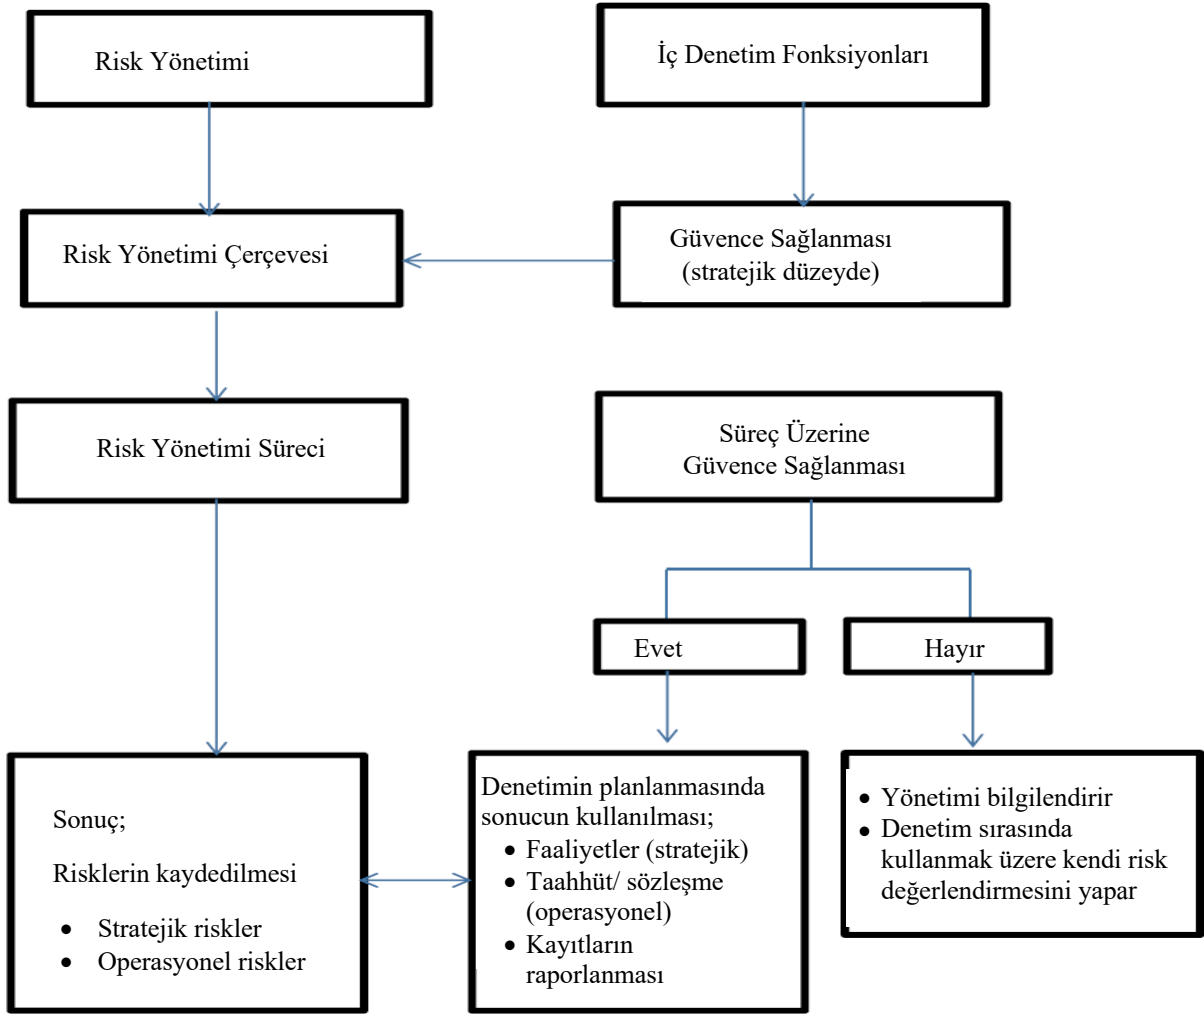 Risk Yönetimi
İç Denetim Fonksiyonları
Risk Yönetimi Çerçevesi
Güvence Sağlanması
(stratejik düzeyde)
Risk Yönetimi Süreci
Süreç Üzerine
Güvence Sağlanması
Evet
Hayır
Sonuç;
Risklerin kaydedilmesi
• Stratejik riskler
• Operasyonel riskler
Denetimin planlanmasında
sonucun kullanılması;
• Faaliyetler (stratejik)
• Taahhüt/ sözleşme
(operasyonel)
• Kayıtların
raporlanması
• Yönetimi bilgilendirir
• Denetim sırasında
kullanmak üzere kendi risk
değerlendirmesini yapar